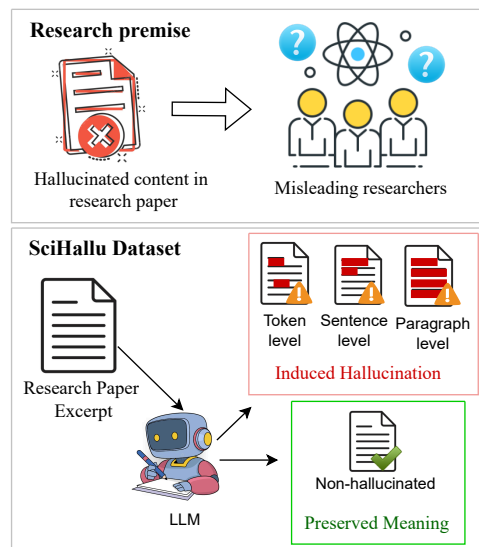 Research premise
?
?
Hallucinated content in
research paper
Misleading researchers
SciHallu Dataset
Token
level
Sentence
level
Paragraph
level
Induced Hallucination
Research Paper
Excerpt
LLM
Non-hallucinated
Preserved Meaning